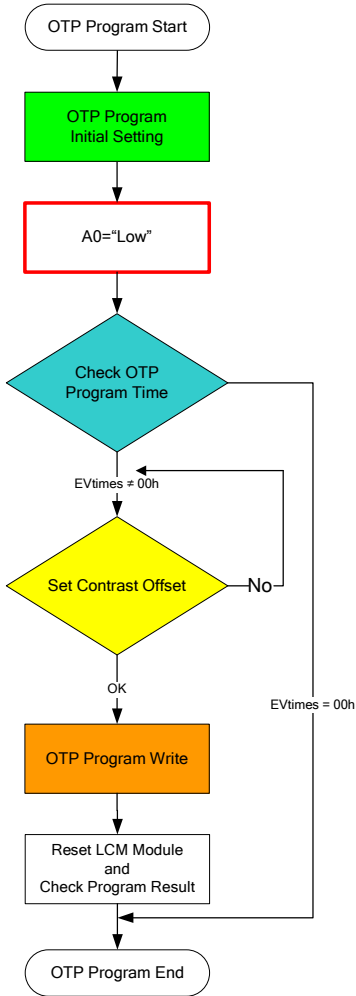 OTP Program Start
OTP Program
Initial Setting
A0=“Low”
Check OTP
Program Time
EVtimes ≠ 00h
Set Contrast Offset
No
OK
EVtimes = 00h
OTP Program Write
Reset LCM Module
and
Check Program Result
OTP Program End